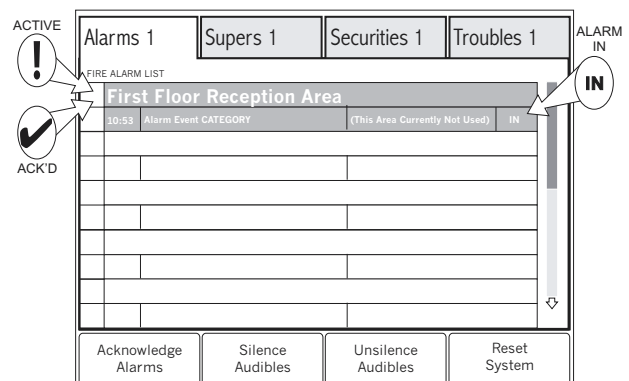 ACTIVE
!
ACK'D
ALARM
IN
IN
Alarms 1
Supers 1
Securities 1
Troubles 1
FIRE ALARM LIST
First Floor Reception Area
10:53 Alarm Event CATEGORY (This Area Currently Not Used) IN
Acknowledge
Alarms
Silence
Audibles
Unsilence
Audibles
Reset
System